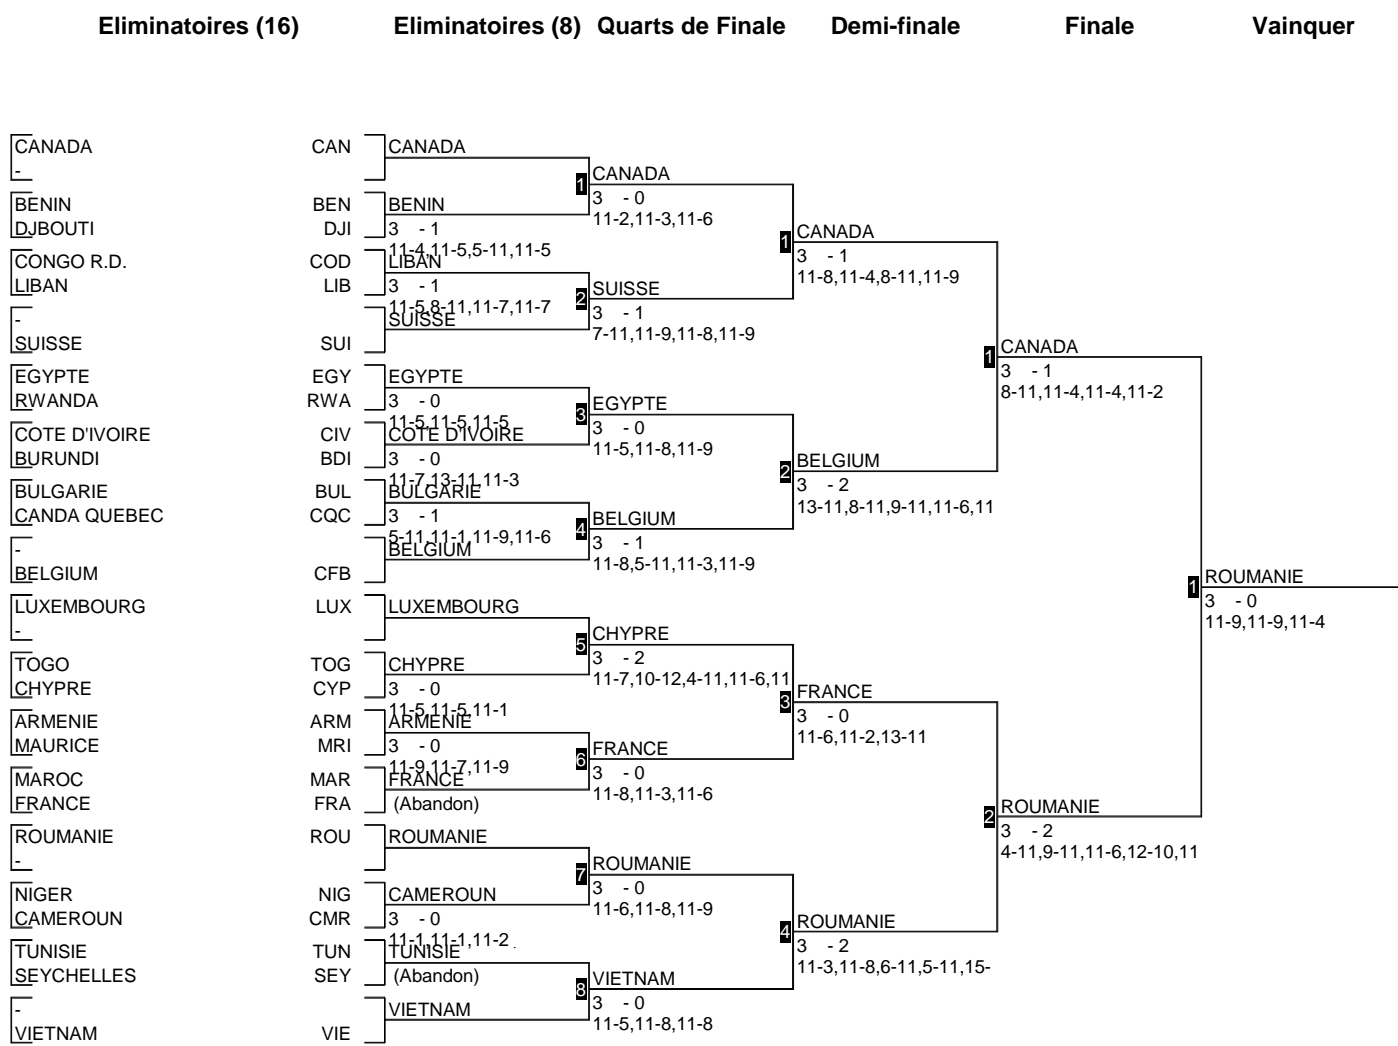 Eliminatoires (16) Eliminatoires (8) Quarts de Finale Demi-finale Finale Vainquer
CANADA CAN CANADA
-
1 CANADA
3 - 0
11-2,11-3,11-6
BENIN BEN BENIN
DJBOUTI DJI 3 - 1
11-4,11-5,5-11,11-5
1 CANADA
3 - 1
11-8,11-4,8-11,11-9
CONGO R.D. COD LIBAN
LIBAN LIB 3 - 1
11-5,8-11,11-7,11-7
2 SUISSE
3 - 1
7-11,11-9,11-8,11-9
- SUISSE
SUISSE SUI
1 CANADA
3 - 1
8-11,11-4,11-4,11-2
EGYPTE EGY EGYPTE
RWANDA RWA 3 - 0
11-5,11-5,11-5
3 EGYPTE
3 - 0
11-5,11-8,11-9
COTE D'IVOIRE CIV COTE D'IVOIRE
BURUNDI BDI 3 - 0
11-7,13-11,11-3
2 BELGIUM
3 - 2
13-11,8-11,9-11,11-6,11
BULGARIE BUL BULGARIE
CANDA QUEBEC CQC 3 - 1
5-11,11-1,11-9,11-6
4 BELGIUM
3 - 1
11-8,5-11,11-3,11-9
- BELGIUM
BELGIUM CFB
1 ROUMANIE
3 - 0
11-9,11-9,11-4
LUXEMBOURG LUX LUXEMBOURG
-
5 CHYPRE
3 - 2
11-7,10-12,4-11,11-6,11
TOGO TOG CHYPRE
CHYPRE CYP 3 - 0
11-5,11-5,11-1
3 FRANCE
3 - 0
11-6,11-2,13-11
ARMENIE ARM ARMENIE
MAURICE MRI 3 - 0
11-9,11-7,11-9
6 FRANCE
3 - 0
11-8,11-3,11-6
MAROC MAR FRANCE
FRANCE FRA (Abandon)
2 ROUMANIE
3 - 2
4-11,9-11,11-6,12-10,11
ROUMANIE ROU ROUMANIE
-
7 ROUMANIE
3 - 0
11-6,11-8,11-9
NIGER NIG CAMEROUN
CAMEROUN CMR 3 - 0
11-1,11-1,11-2 .
4 ROUMANIE
3 - 2
11-3,11-8,6-11,5-11,15-
TUNISIE TUN TUNISIE
SEYCHELLES SEY (Abandon)
8 VIETNAM
3 - 0
11-5,11-8,11-8
- VIETNAM
VIETNAM VIE